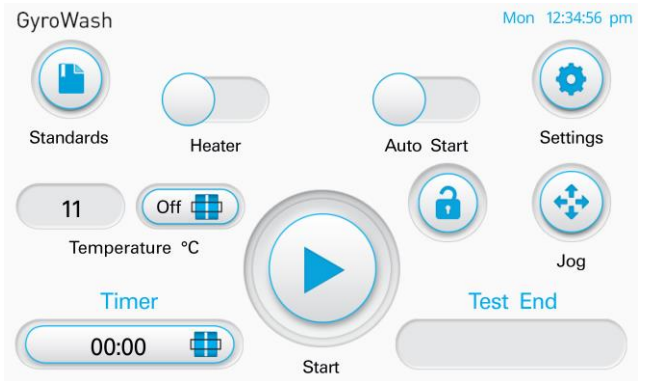 GyroWash
Mon 12:34:56 pm
Standards
Heater
Auto Start
Settings
11
Off
Temperature °C
Jog
Timer
Test End
00:00
Start